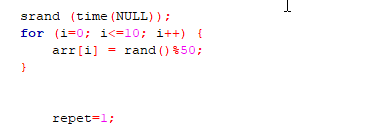 srand (time(NULL));
for (i=0; i<=10; i++) {
arr[i] = rand()%50;
}
repet=1;